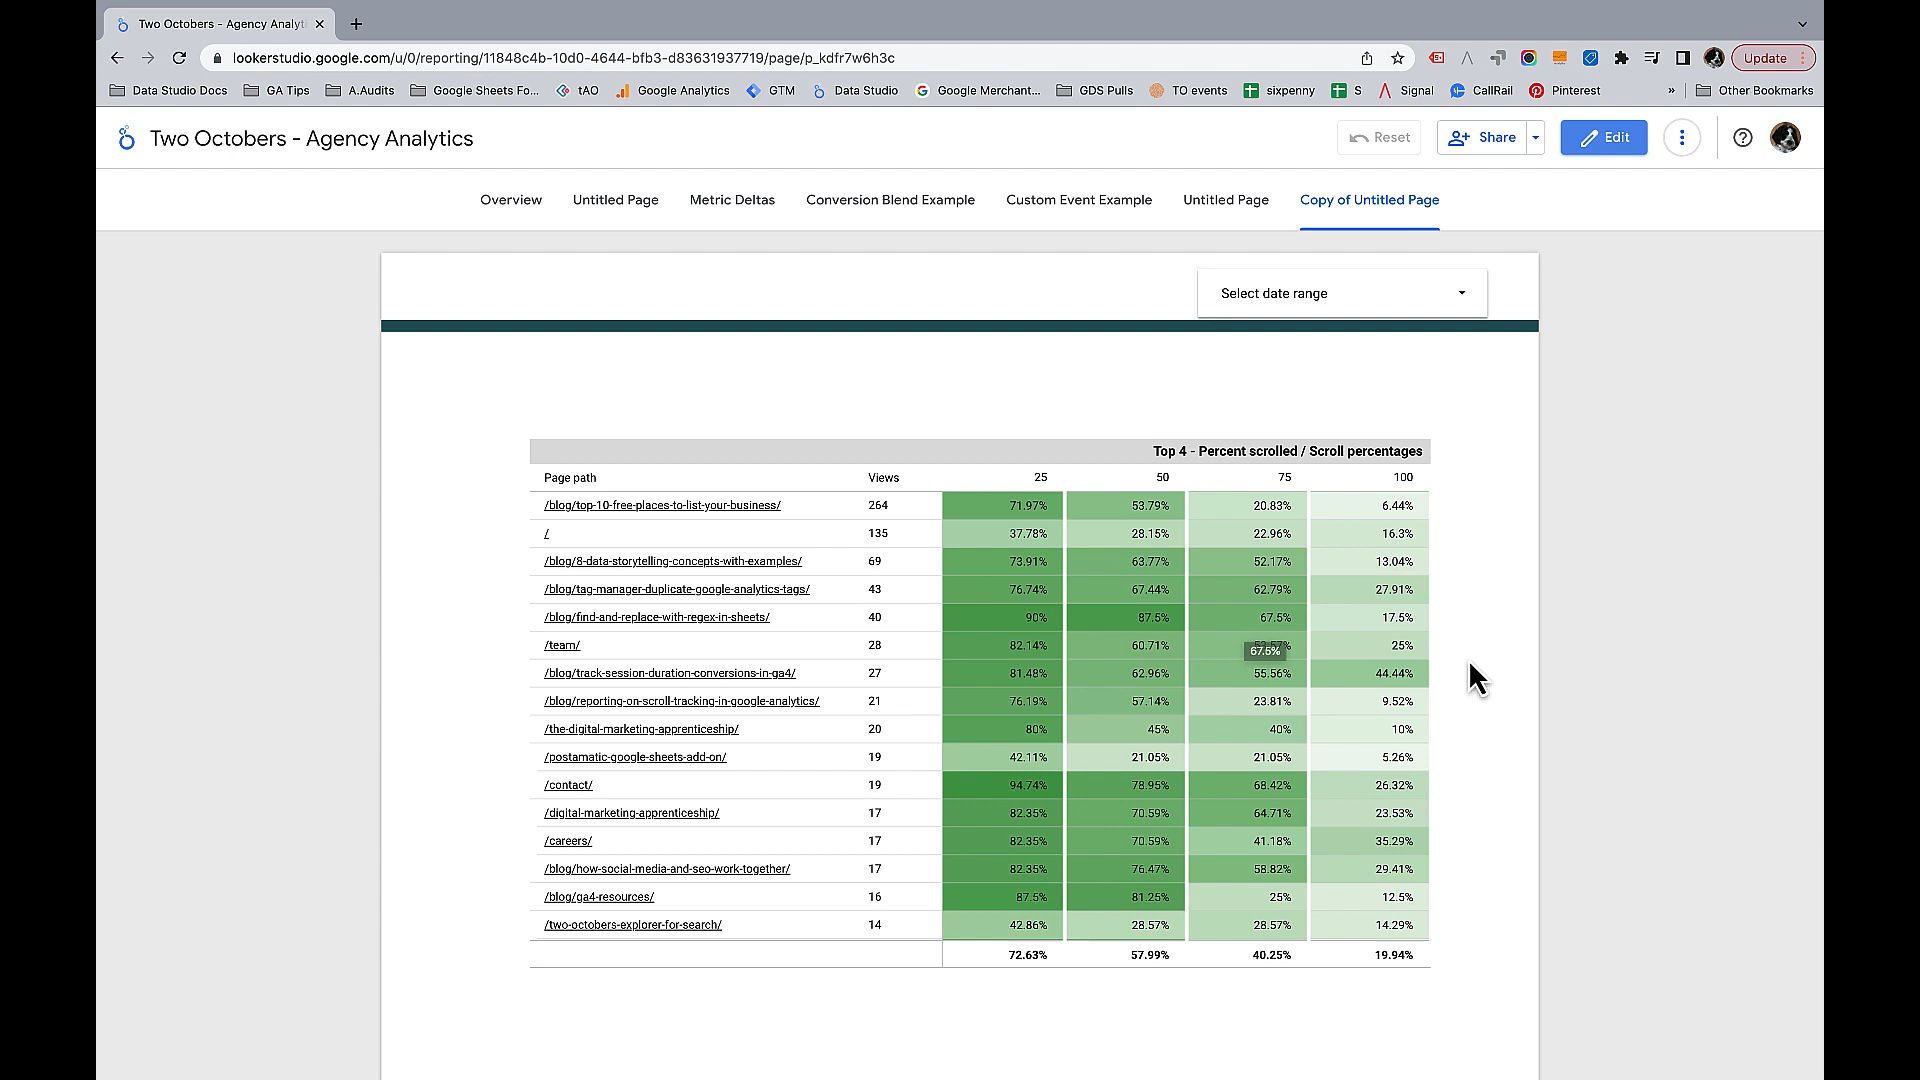 Two Octobers - Agency Analyti
lookerstudio.google.com/u/0/reporting/11848c4b-10d0-4644-bfb3-d83631937719/page/p_kdfr7w6h3c
Update
Data Studio Docs GA Tips A.Audits Google Sheets Fo... tAO Google Analytics GTM Data Studio Google Merchant... GDS Pulls TO events sixpenny S Signal CallRail Pinterest » Other Bookmarks
Two Octobers - Agency Analytics
Reset Share Edit
Overview Untitled Page Metric Deltas Conversion Blend Example Custom Event Example Untitled Page Copy of Untitled Page
Select date range
Top 4 - Percent scrolled / Scroll percentages
Page path Views 25 50 75 100
/blog/top-10-free-places-to-list-your-business/ 264 71.97% 53.79% 20.83% 6.44%
/ 135 37.78% 28.15% 22.96% 16.3%
/blog/8-data-storytelling-concepts-with-examples/ 69 73.91% 63.77% 52.17% 13.04%
/blog/tag-manager-duplicate-google-analytics-tags/ 43 76.74% 67.44% 62.79% 27.91%
/blog/find-and-replace-with-regex-in-sheets/ 40 90% 87.5% 67.5% 17.5%
/team/ 28 82.14% 60.71% 25%
67.5%
/blog/track-session-duration-conversions-in-ga4/ 27 81.48% 62.96% 55.56% 44.44%
/blog/reporting-on-scroll-tracking-in-google-analytics/ 21 76.19% 57.14% 23.81% 9.52%
/the-digital-marketing-apprenticeship/ 20 80% 45% 40% 10%
/postamatic-google-sheets-add-on/ 19 42.11% 21.05% 21.05% 5.26%
/contact/ 19 94.74% 78.95% 68.42% 26.32%
/digital-marketing-apprenticeship/ 17 82.35% 70.59% 64.71% 23.53%
/careers/ 17 82.35% 70.59% 41.18% 35.29%
/blog/how-social-media-and-seo-work-together/ 17 82.35% 76.47% 58.82% 29.41%
/blog/ga4-resources/ 16 87.5% 81.25% 25% 12.5%
/two-octobers-explorer-for-search/ 14 42.86% 28.57% 28.57% 14.29%
72.63% 57.99% 40.25% 19.94%